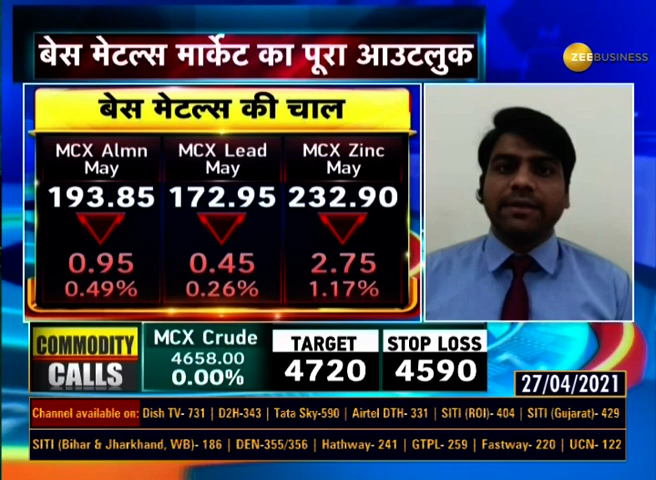 बेस मेटल्स मार्केट का पूरा आउटलुक
ZEEBUSINESS
बेस मेटल्स की चाल
MCX Almn May
193.85
0.95
0.49%
MCX Lead May
172.95
0.45
0.26%
MCX Zinc May
232.90
2.75
1.17%
COMMODITY CALLS
MCX Crude
4658.00
0.00%
TARGET
4720
STOP LOSS
4590
27/04/2021
Channel available on: Dish TV- 731 | D2H-343 | Tata Sky-590 | Airtel DTH- 331 | SITI (ROI)- 404 | SITI (Gujarat)- 429
SITI (Bihar & Jharkhand, WB)- 186 | DEN-355/356 | Hathway- 241 | GTPL- 259 | Fastway- 220 | UCN- 122